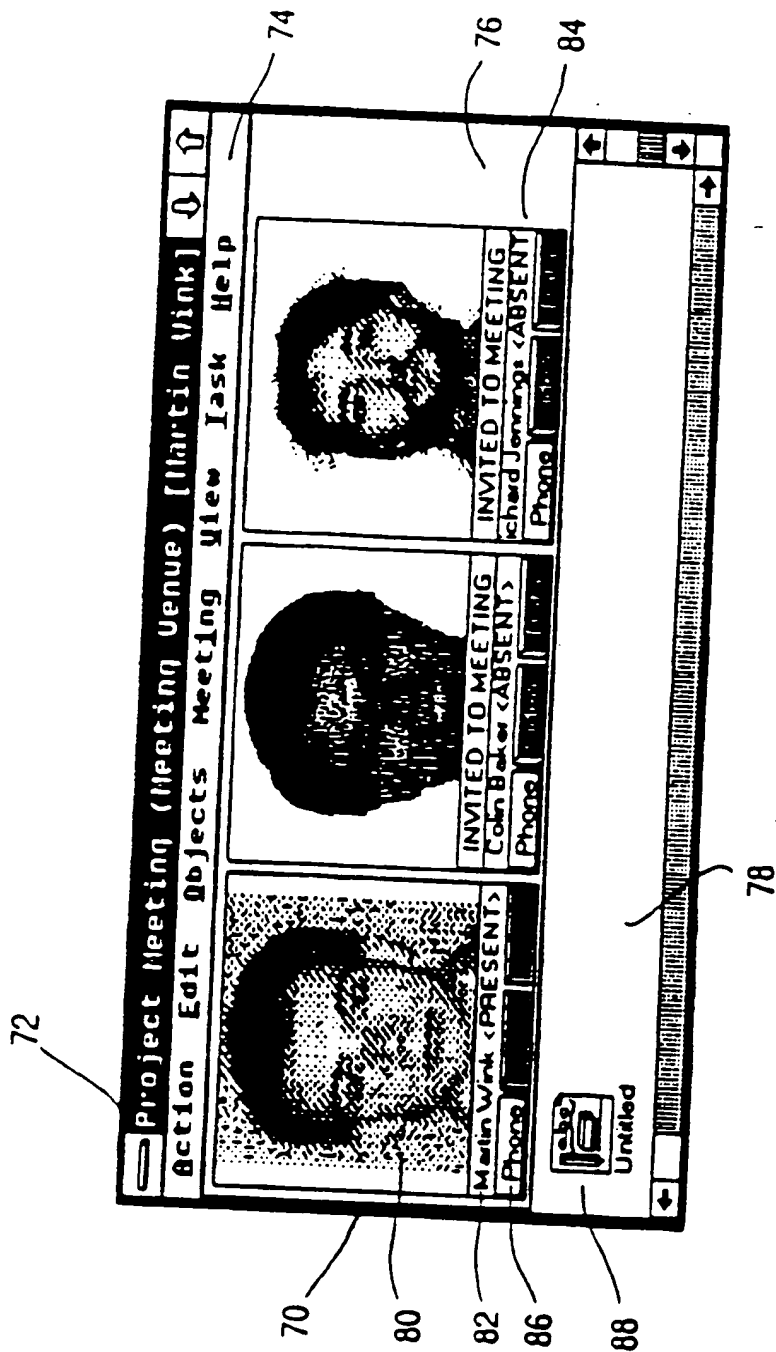 72
Project Meeting (Meeting Venue) [Martin Wink]
Action Edit Objects Meeting View Task Help
74
76
INVITED TO MEETING
INVITED TO MEETING
Martin Wink <PRESENT>
Colin Baker <ABSENT>
ichard Jennings <ABSENT
84
Phone
Phone
Phone
Untitled
70
80
82
86
88
78